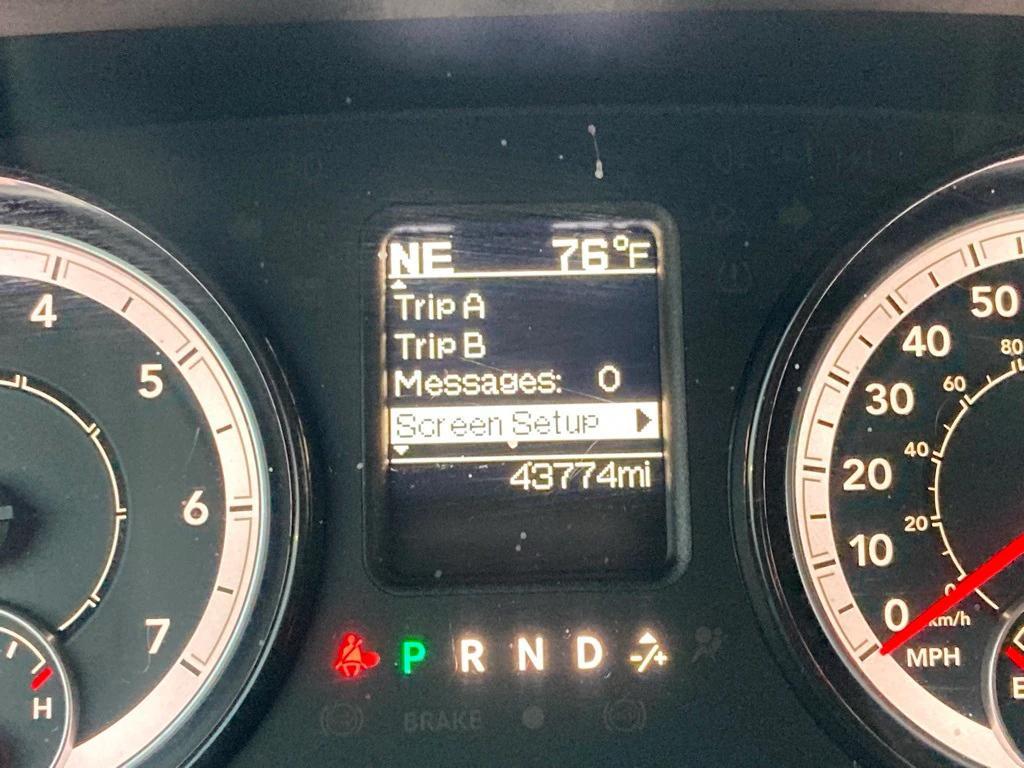 NE 76°F
Trip A
Trip B
Messages: 0
Screen Setup
43774mi
P R N D -/+
BRAKE
4
5
6
7
H
50
40
30
20
10
0
MPH
80
60
40
20
0
km/h
E